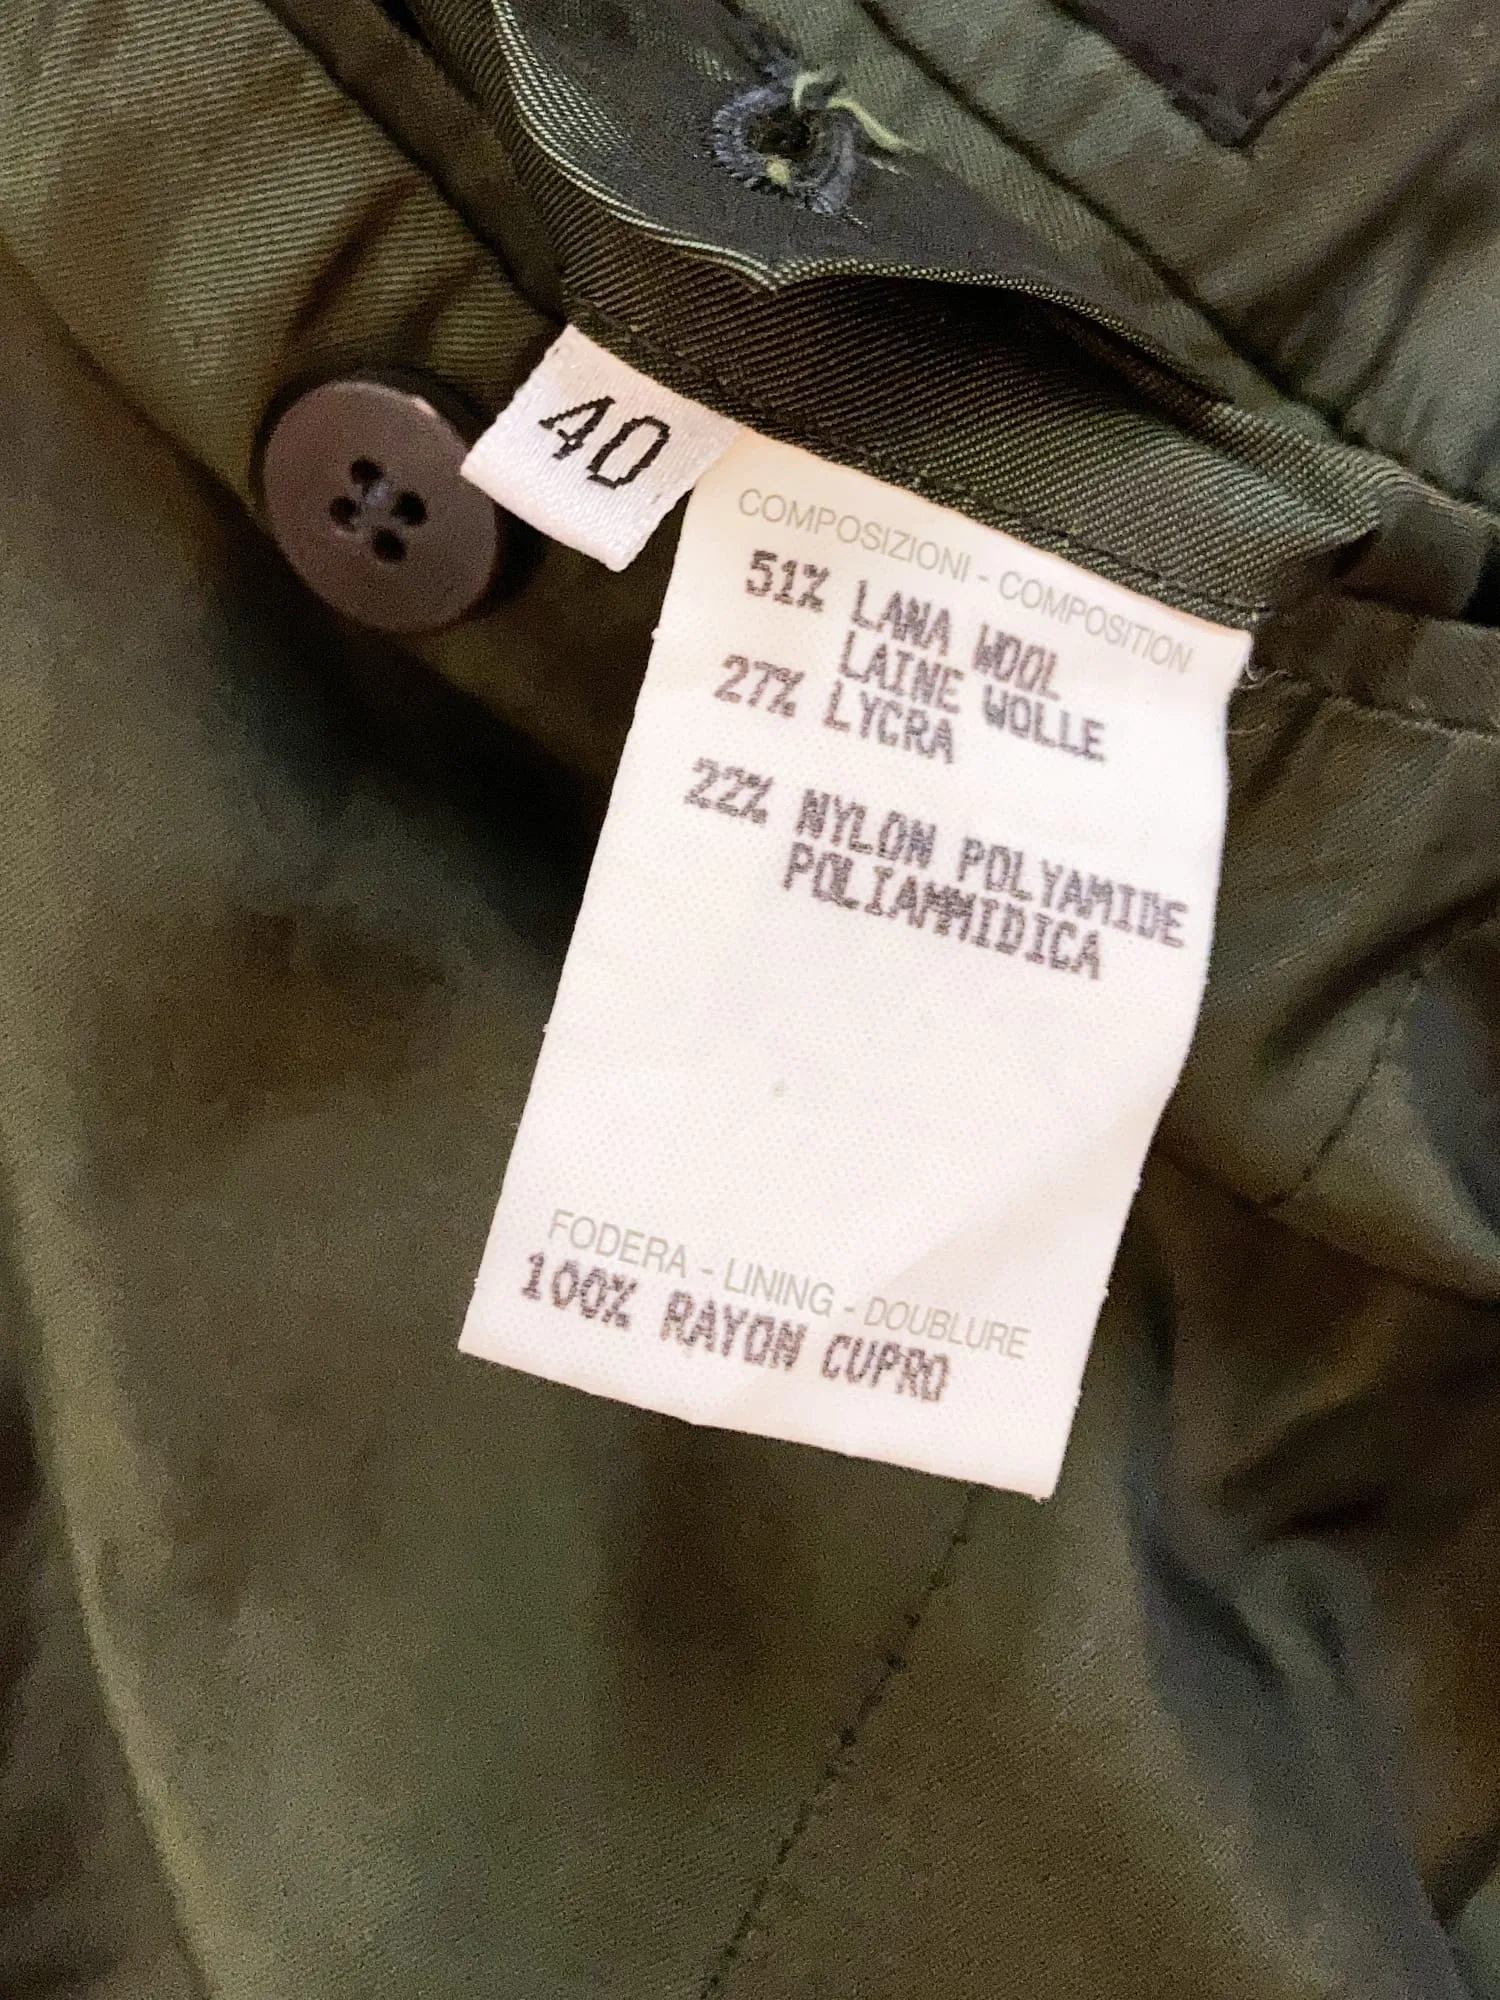 40
COMPOSIZIONI - COMPOSITION
51% LANA WOOL
LAINE WOLLE
27% LYCRA
22% NYLON POLYAMIDE
POLIAMMIDICA
FODERA - LINING - DOUBLURE
100% RAYON CUPRO